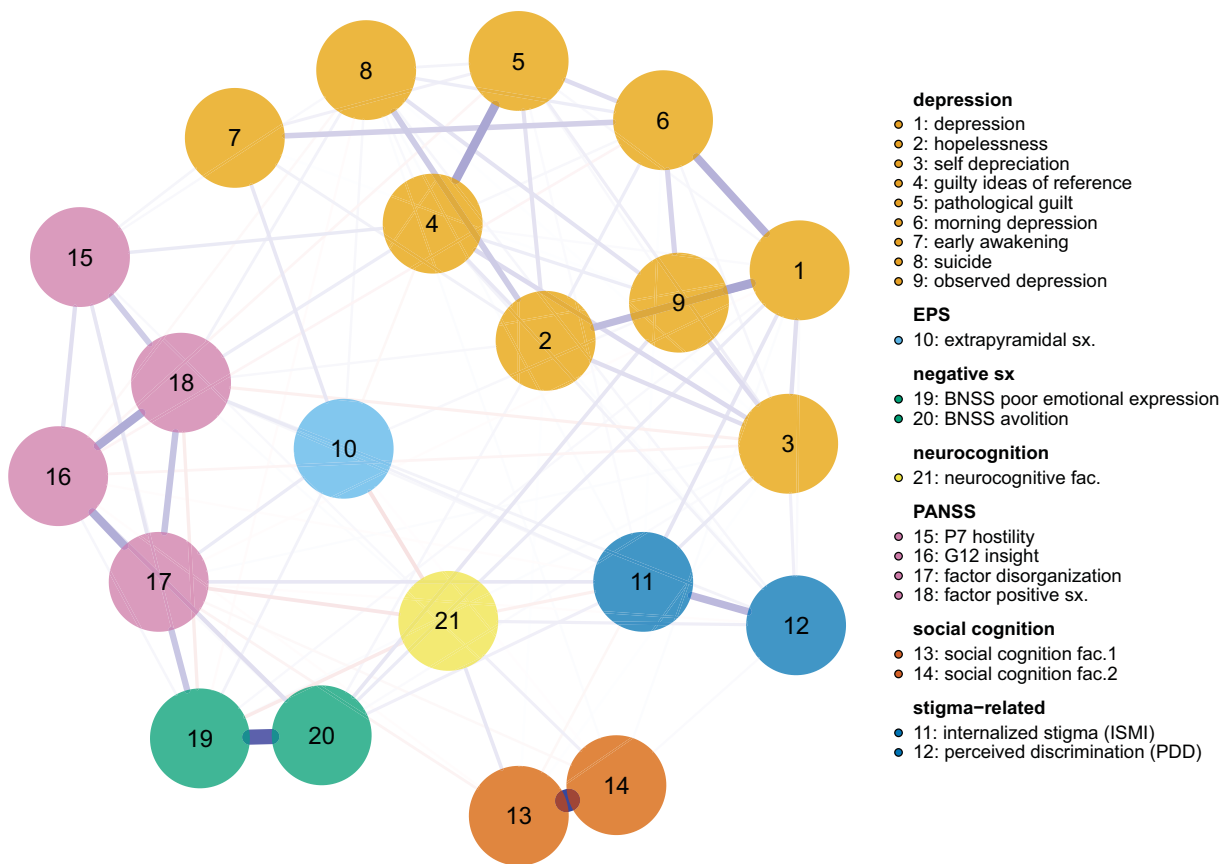 8
5
6
7
4
15
1
9
2
18
3
10
16
11
17
21
12
19
20
14
13
depression
1: depression
2: hopelessness
3: self depreciation
4: guilty ideas of reference
5: pathological guilt
6: morning depression
7: early awakening
8: suicide
9: observed depression
EPS
10: extrapyramidal sx.
negative sx
19: BNSS poor emotional expression
20: BNSS avolition
neurocognition
21: neurocognitive fac.
PANSS
15: P7 hostility
16: G12 insight
17: factor disorganization
18: factor positive sx.
social cognition
13: social cognition fac.1
14: social cognition fac.2
stigma−related
11: internalized stigma (ISMI)
12: perceived discrimination (PDD)